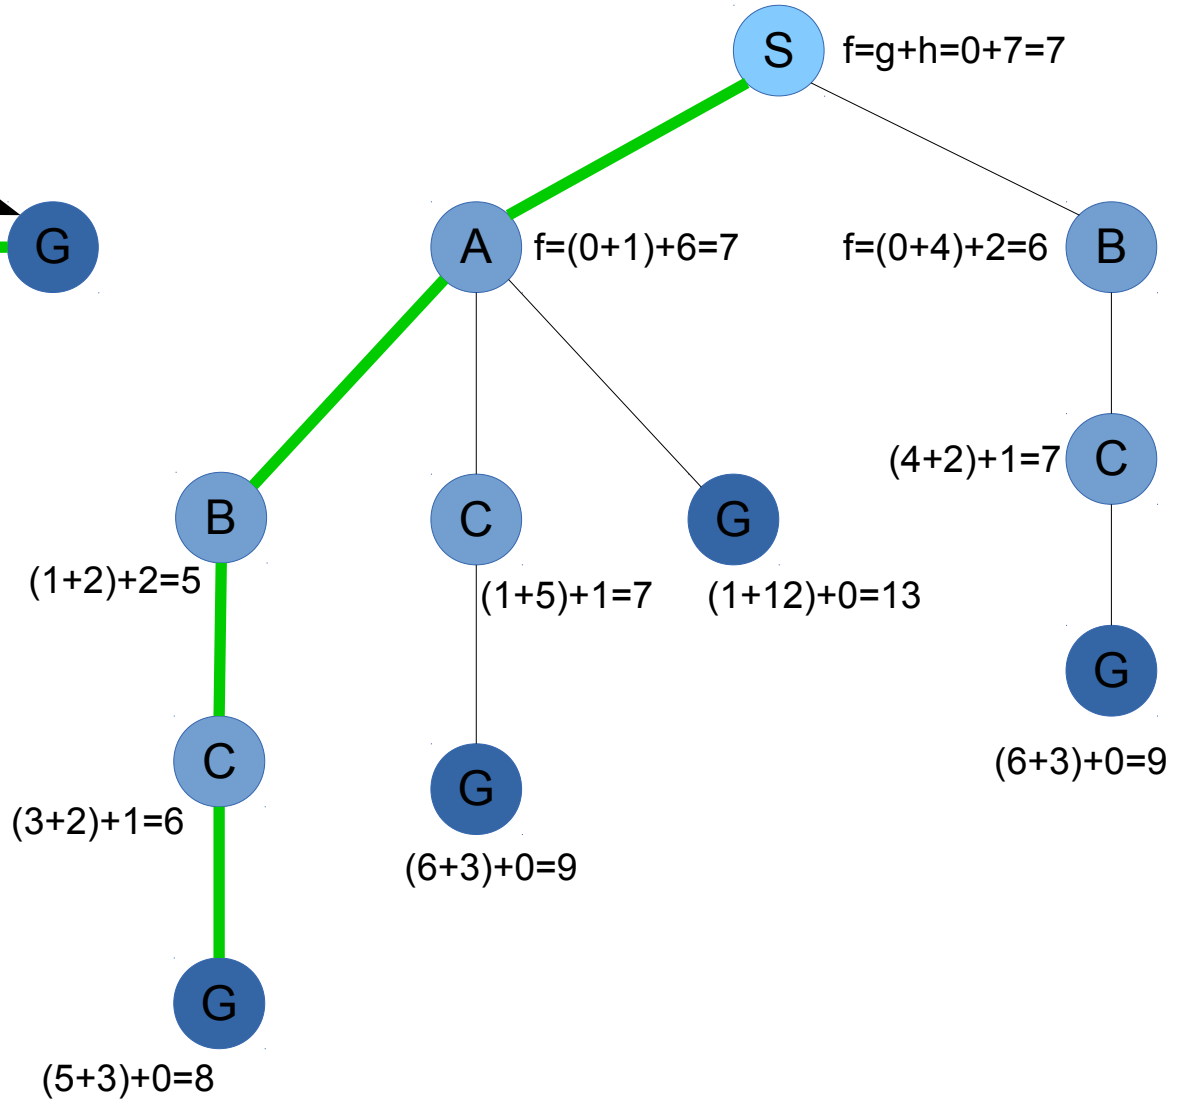 S f=g+h=0+7=7
G
A f=(0+1)+6=7
f=(0+4)+2=6 B
(4+2)+1=7 C
B
C
G
(1+2)+2=5
(1+5)+1=7
(1+12)+0=13
G
(6+3)+0=9
C
(3+2)+1=6
G
(6+3)+0=9
G
(5+3)+0=8